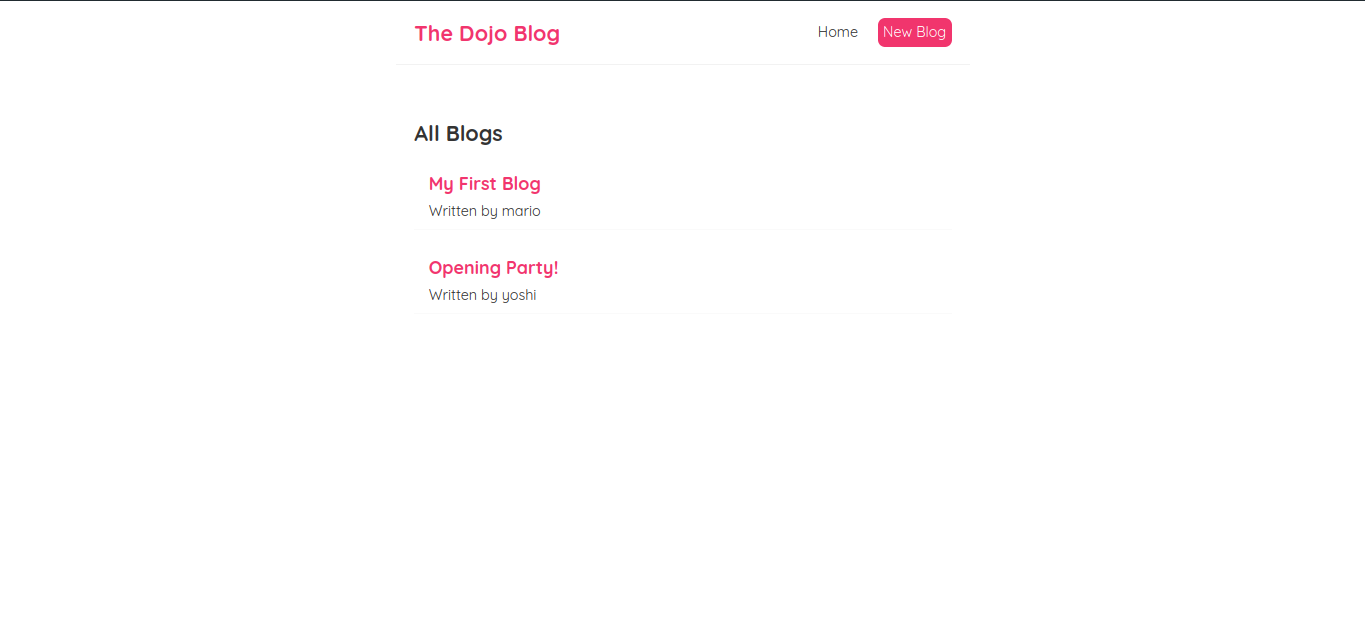 The Dojo Blog
Home
New Blog
All Blogs
My First Blog
Written by mario
Opening Party!
Written by yoshi